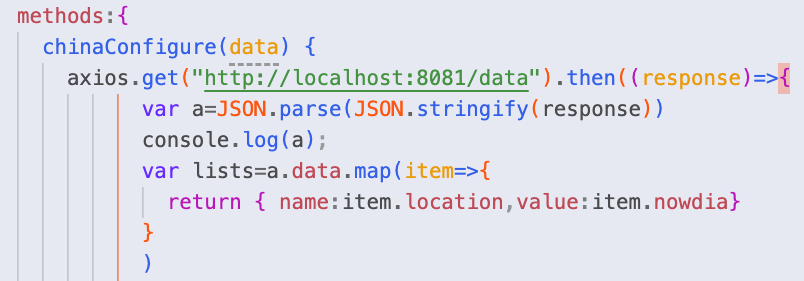 methods:{
chinaConfigure(data) {
axios.get("http://localhost:8081/data").then((response)=>{
var a=JSON.parse(JSON.stringify(response))
console.log(a);
var lists=a.data.map(item=>{
return { name:item.location,value:item.nowdia}
}
)